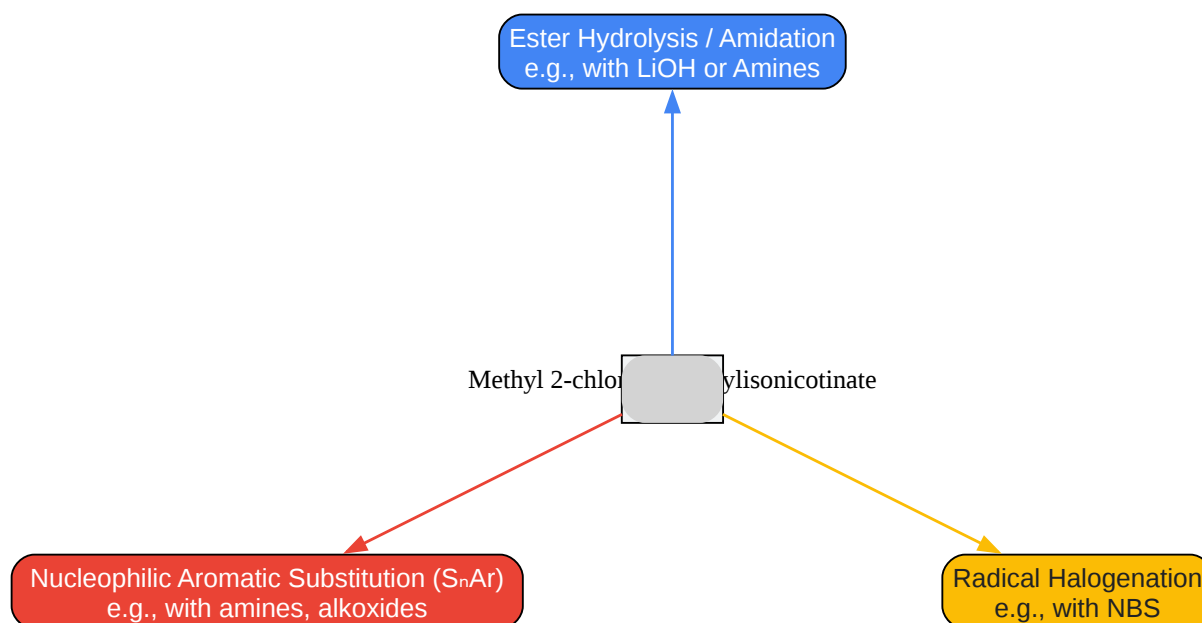 Ester Hydrolysis / Amidation
e.g., with LiOH or Amines
Methyl 2-chlor ylisonicotinate
Nucleophilic Aromatic Substitution (SₙAr)
e.g., with amines, alkoxides
Radical Halogenation
e.g., with NBS